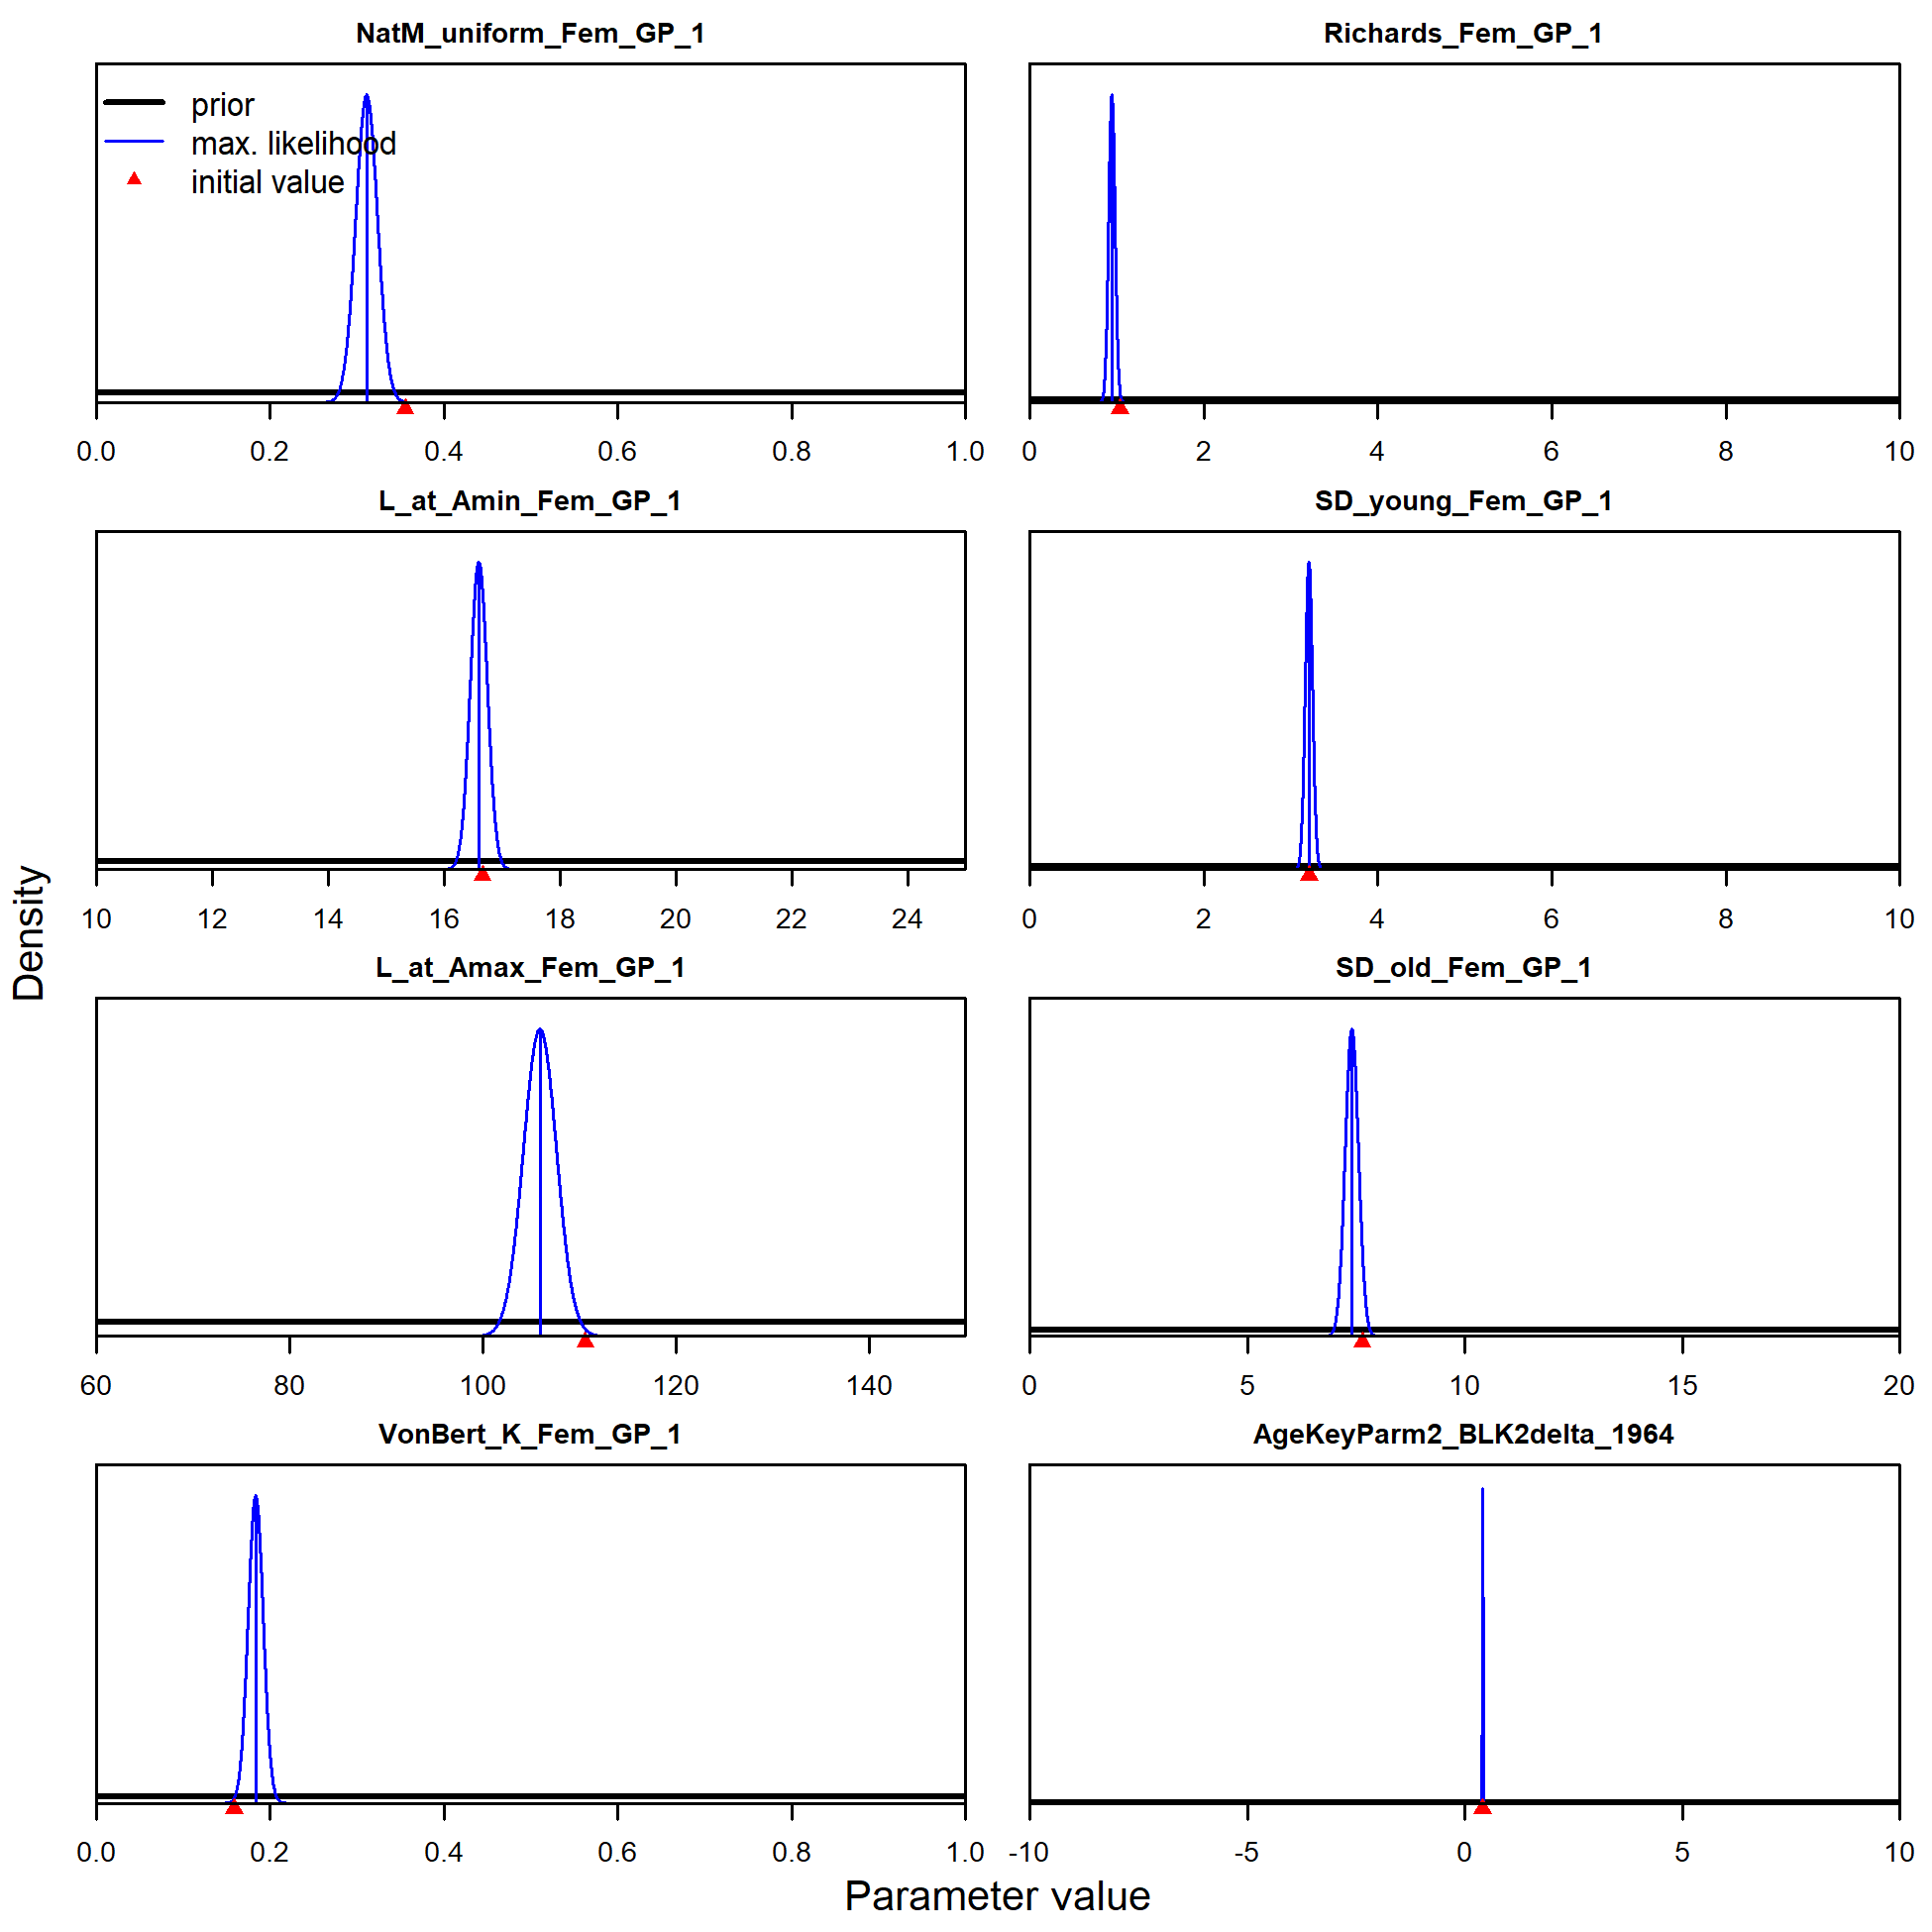 NatM_uniform_Fem_GP_1
prior
max. likelihood
initial value
0.0 0.2 0.4 0.6 0.8 1.0
Richards_Fem_GP_1
0 2 4 6 8 10
L_at_Amin_Fem_GP_1
10 12 14 16 18 20 22 24
SD_young_Fem_GP_1
0 2 4 6 8 10
L_at_Amax_Fem_GP_1
60 80 100 120 140
SD_old_Fem_GP_1
0 5 10 15 20
VonBert_K_Fem_GP_1
0.0 0.2 0.4 0.6 0.8 1.0
AgeKeyParm2_BLK2delta_1964
-10 -5 0 5 10
Density
Parameter value